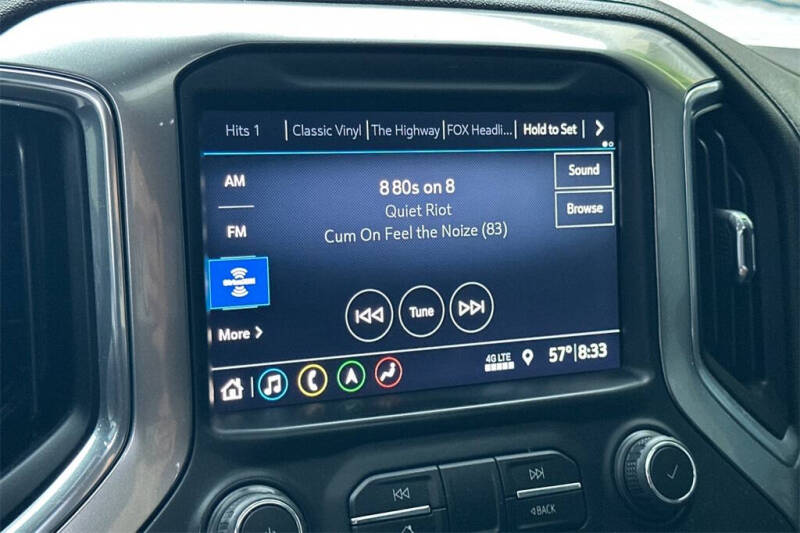 Hits 1 | Classic Vinyl | The Highway | FOX Headli... | Hold to Set |
AM
Sound
8 80s on 8
FM
Quiet Riot
Browse
Cum On Feel the Noize (83)
SiriusXM
Tune
More
4G LTE
57° | 8:33
BACK